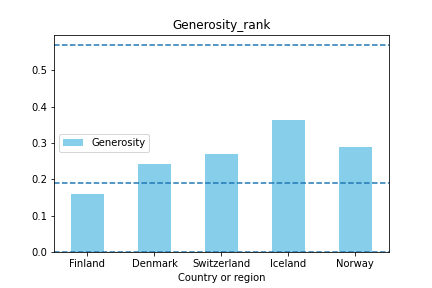 Generosity_rank
0.5
0.4
0.3
Generosity
0.2
0.1
0.0
Finland Denmark Switzerland Iceland Norway
Country or region